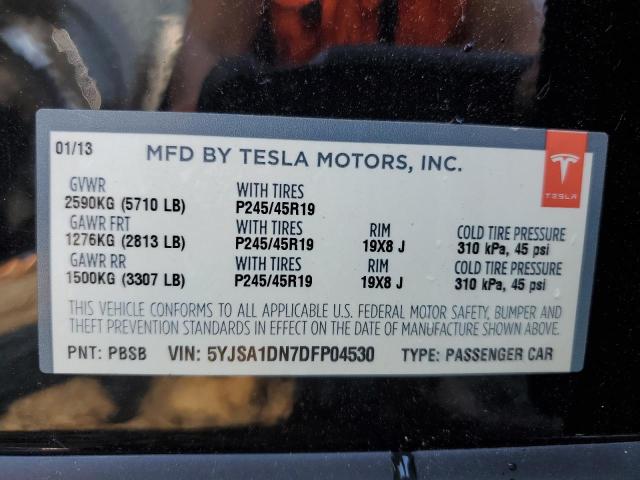 01/13 MFD BY TESLA MOTORS, INC.
TESLA
GVWR WITH TIRES
2590KG (5710 LB) P245/45R19
GAWR FRT WITH TIRES RIM COLD TIRE PRESSURE
1276KG (2813 LB) P245/45R19 19X8 J 310 kPa, 45 psi
GAWR RR WITH TIRES RIM COLD TIRE PRESSURE
1500KG (3307 LB) P245/45R19 19X8 J 310 kPa, 45 psi
THIS VEHICLE CONFORMS TO ALL APPLICABLE U.S. FEDERAL MOTOR SAFETY, BUMPER AND
THEFT PREVENTION STANDARDS IN EFFECT ON THE DATE OF MANUFACTURE SHOWN ABOVE.
PNT: PBSB VIN: 5YJSA1DN7DFP04530 TYPE: PASSENGER CAR